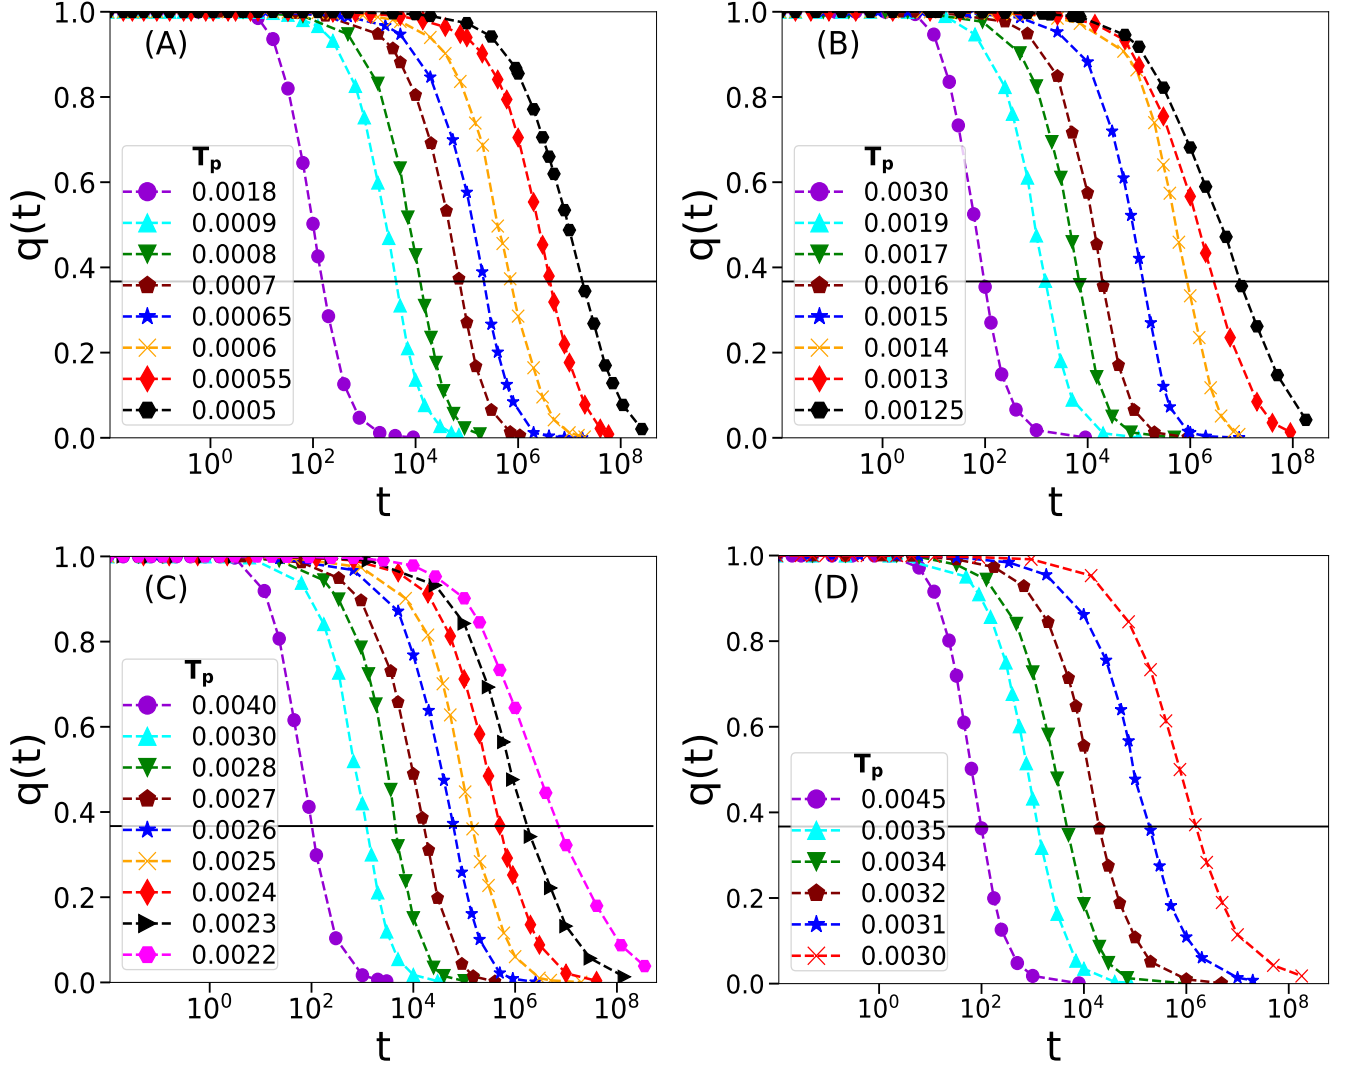 (A)
q(t)
1.0
0.8
0.6
0.4
0.2
0.0
Tp
0.0018
0.0009
0.0008
0.0007
0.00065
0.0006
0.00055
0.0005
10^0 10^2 10^4 10^6 10^8
t
(B)
q(t)
1.0
0.8
0.6
0.4
0.2
0.0
Tp
0.0030
0.0019
0.0017
0.0016
0.0015
0.0014
0.0013
0.00125
10^0 10^2 10^4 10^6 10^8
t
(C)
q(t)
1.0
0.8
0.6
0.4
0.2
0.0
Tp
0.0040
0.0030
0.0028
0.0027
0.0026
0.0025
0.0024
0.0023
0.0022
10^0 10^2 10^4 10^6 10^8
t
(D)
q(t)
1.0
0.8
0.6
0.4
0.2
0.0
Tp
0.0045
0.0035
0.0034
0.0032
0.0031
0.0030
10^0 10^2 10^4 10^6 10^8
t